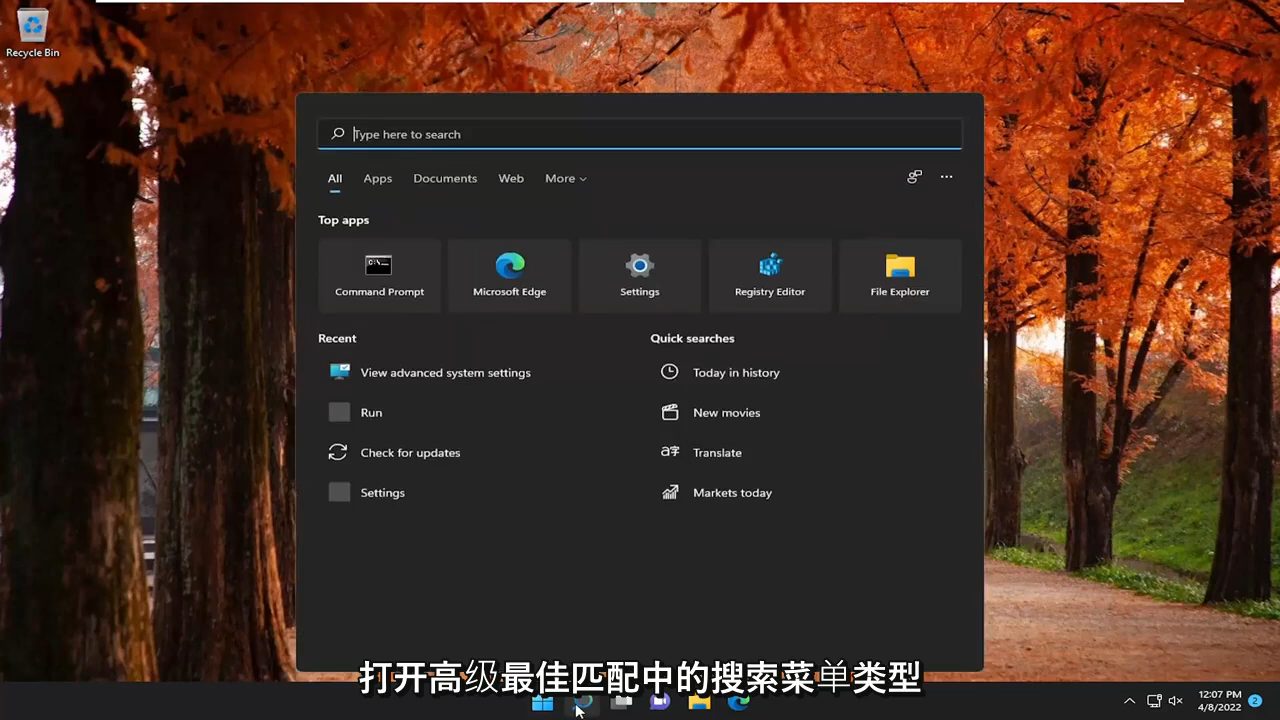 Recycle Bin
Type here to search
All Apps Documents Web More
Top apps
Command Prompt Microsoft Edge Settings Registry Editor File Explorer
Recent
View advanced system settings
Run
Check for updates
Settings
Quick searches
Today in history
New movies
Translate
Markets today
打开高级最佳匹配中的搜索菜单类型
12:07 PM
4/8/2022
2